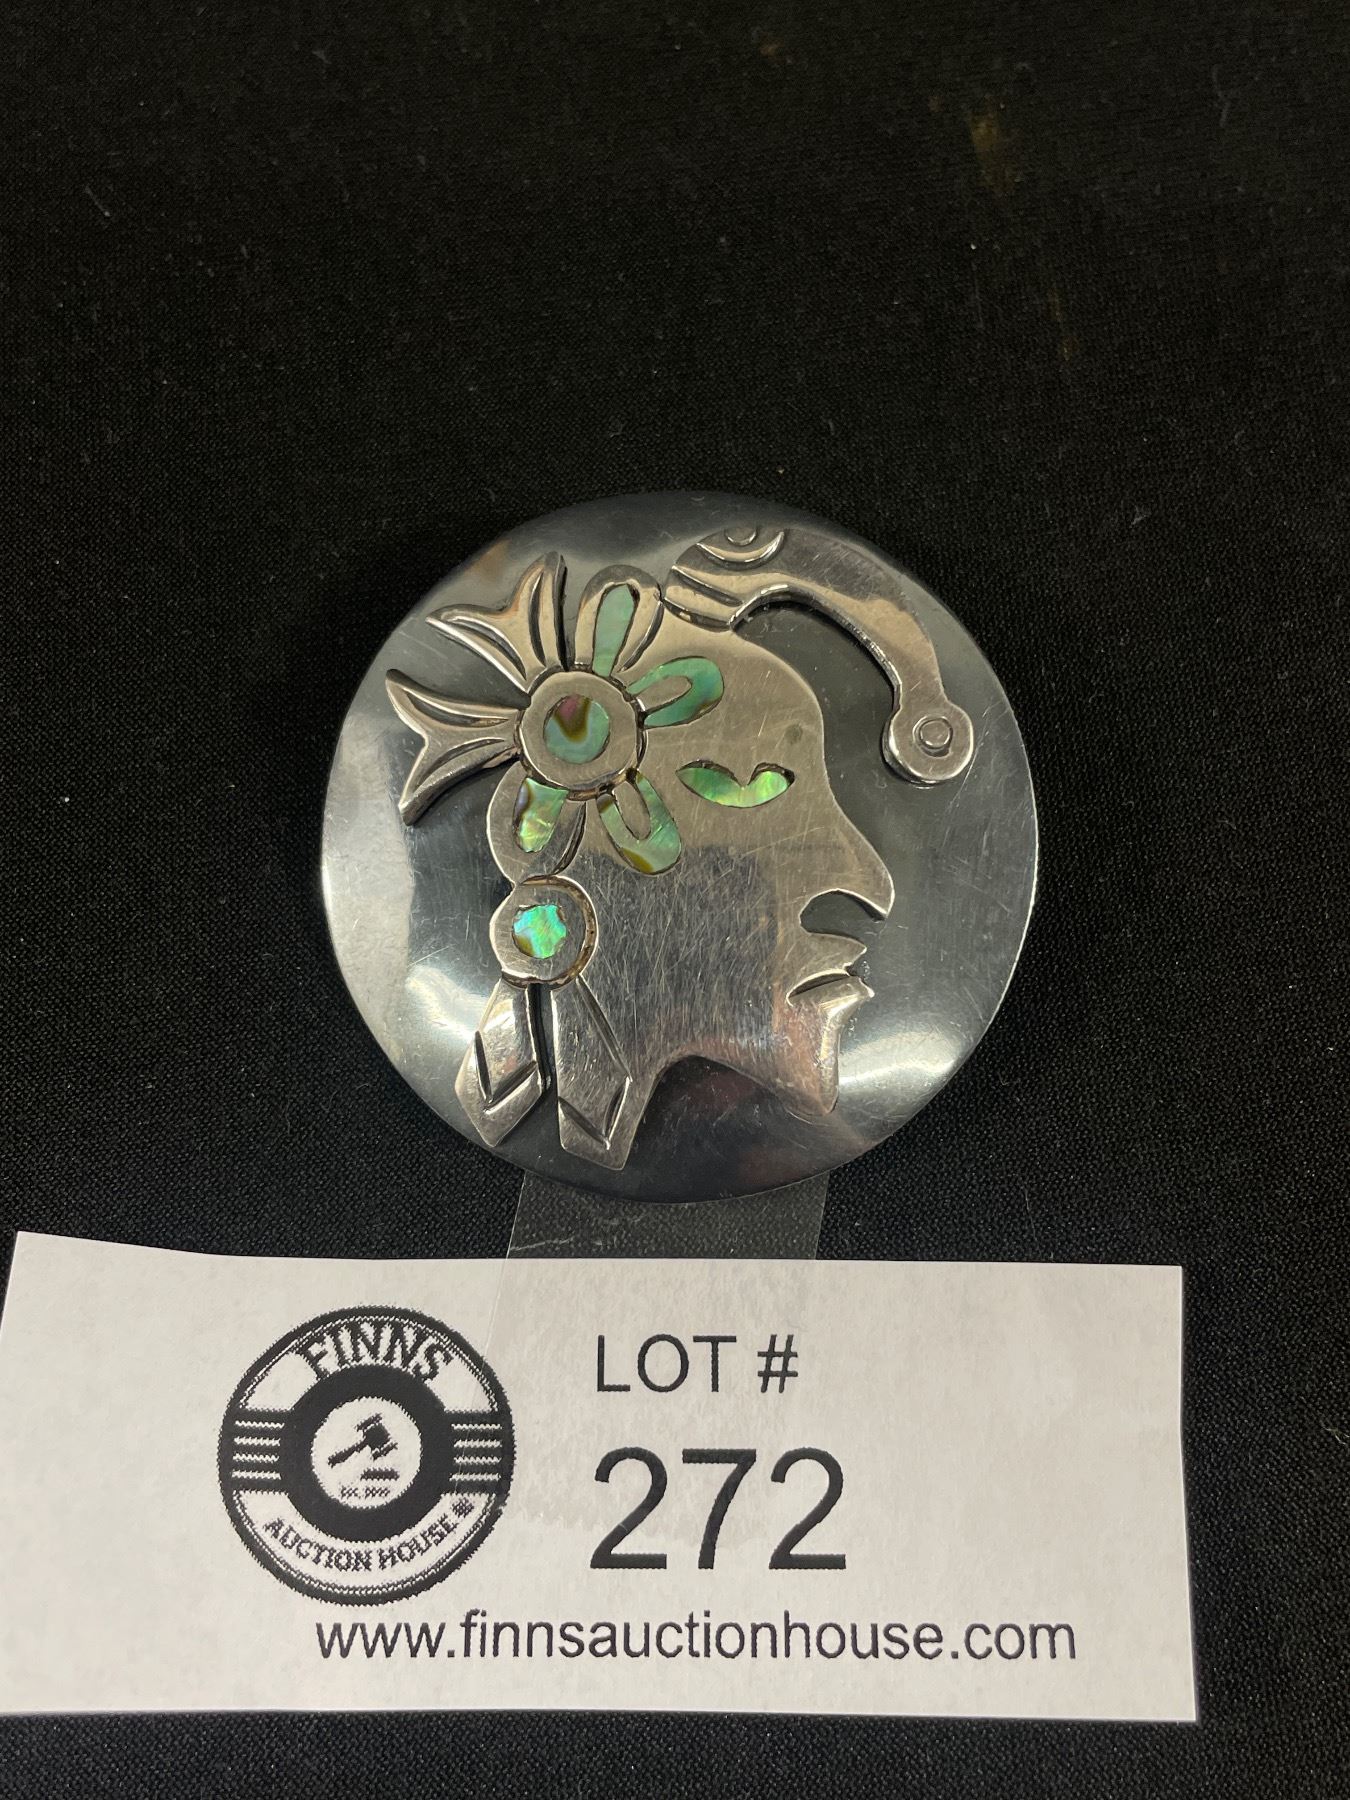 FINNS
AUCTION HOUSE
LOT #
272
www.finnsauctionhouse.com